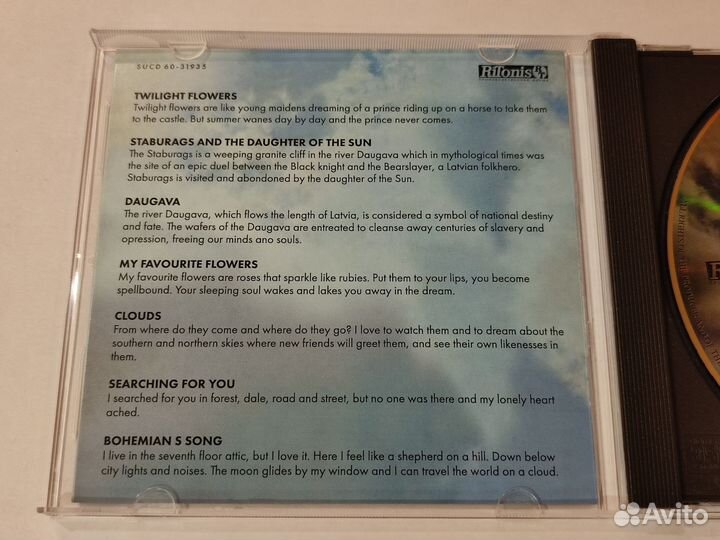 SUCD 60-31935
Ritonis
TWILIGHT FLOWERS
Twilight flowers are like young maidens dreaming of a prince riding up on a horse to take them
to the castle. But summer wanes day by day and the prince never comes.
STABURAGS AND THE DAUGHTER OF THE SUN
The Staburags is a weeping granite cliff in the river Daugava which in mythological times was
the site of an epic duel between the Black knight and the Bearslayer, a Latvian folkhero.
Staburags is visited and abondoned by the daughter of the Sun.
DAUGAVA
The river Daugava, which flows the length of Latvia, is considered a symbol of national destiny
and fate. The wafers of the Daugava are entreated to cleanse away centuries of slavery and
opression, freeing our minds ano souls.
MY FAVOURITE FLOWERS
My favourite flowers are roses that sparkle like rubies. Put them to your lips, you become
spellbound. Your sleeping soul wakes and lakes you away in the dream.
CLOUDS
From where do they come and where do they go? I love to watch them and to dream about the
southern and northern skies where new friends will greet them, and see their own likenesses in
them.
SEARCHING FOR YOU
I searched for you in forest, dale, road and street, but no one was there and my lonely heart
ached.
BOHEMIAN S SONG
I live in the seventh floor attic, but I love it. Here I feel like a shepherd on a hill. Down below
city lights and noises. The moon glides by my window and I can travel the world on a cloud.
Avito